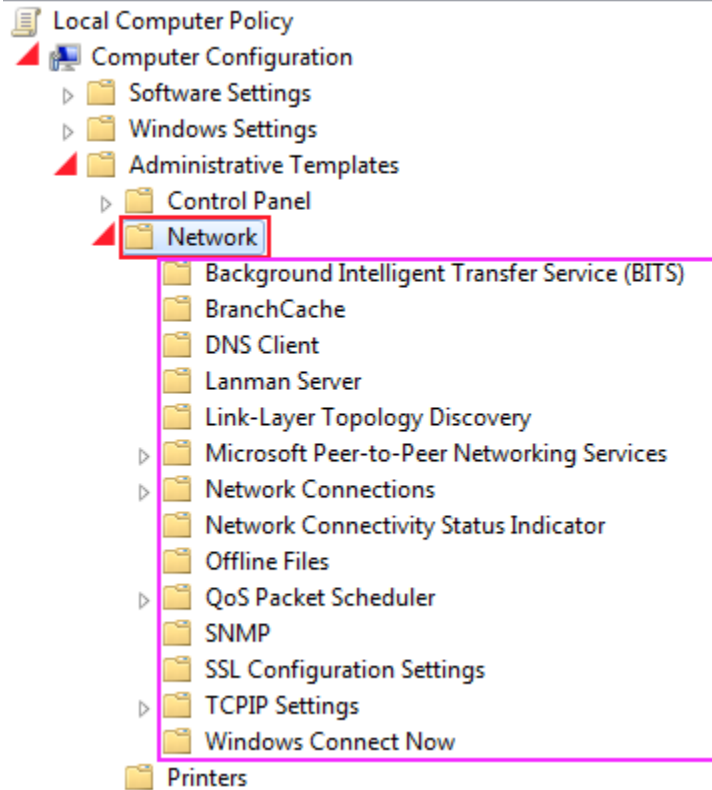 Local Computer Policy
Computer Configuration
Software Settings
Windows Settings
Administrative Templates
Control Panel
Network
Background Intelligent Transfer Service (BITS)
BranchCache
DNS Client
Lanman Server
Link-Layer Topology Discovery
Microsoft Peer-to-Peer Networking Services
Network Connections
Network Connectivity Status Indicator
Offline Files
QoS Packet Scheduler
SNMP
SSL Configuration Settings
TCPIP Settings
Windows Connect Now
Printers